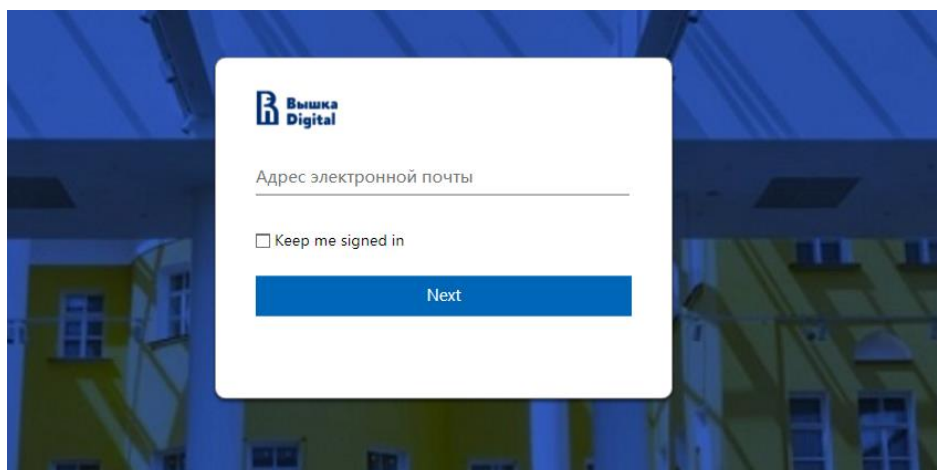 Вышка
Digital
Адрес электронной почты
Keep me signed in
Next